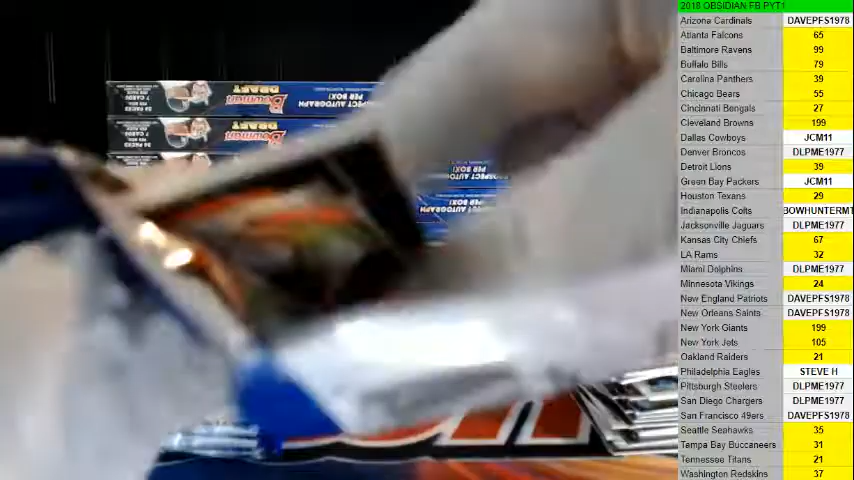 2018 OBSIDIAN FB PYT1
Arizona Cardinals DAVEPFS1978
Atlanta Falcons 65
Baltimore Ravens 99
Buffalo Bills 79
Carolina Panthers 39
Chicago Bears 55
Cincinnati Bengals 27
Cleveland Browns 199
Dallas Cowboys JCM11
Denver Broncos DLPME1977
Detroit Lions 39
Green Bay Packers JCM11
Houston Texans 29
Indianapolis Colts BOWHUNTERMT
Jacksonville Jaguars DLPME1977
Kansas City Chiefs 67
LA Rams 32
Miami Dolphins DLPME1977
Minnesota Vikings 24
New England Patriots DAVEPFS1978
New Orleans Saints DAVEPFS1978
New York Giants 199
New York Jets 105
Oakland Raiders 21
Philadelphia Eagles STEVE H
Pittsburgh Steelers DLPME1977
San Diego Chargers DLPME1977
San Francisco 49ers DAVEPFS1978
Seattle Seahawks 35
Tampa Bay Buccaneers 31
Tennessee Titans 21
Washington Redskins 37
Bowman
DRAFT
PER BOX!
Bowman
DRAFT